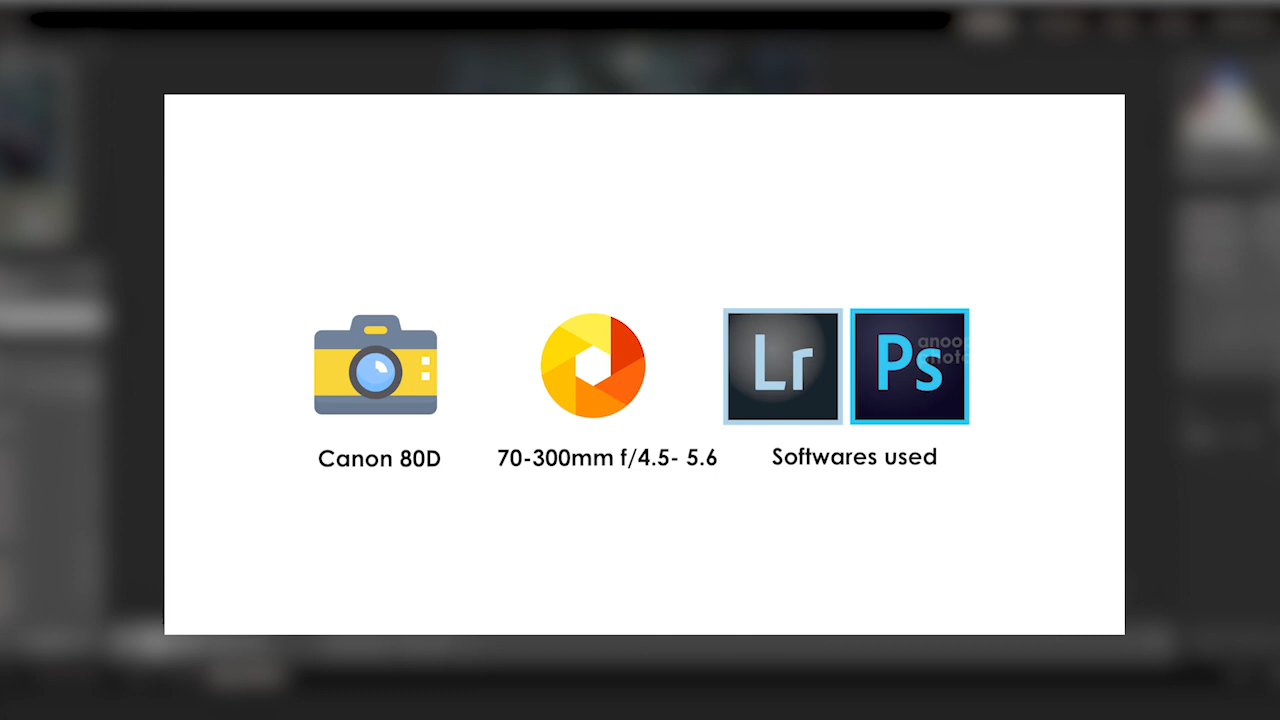 Lr
Ps
Canon 80D
70-300mm f/4.5- 5.6
Softwares used